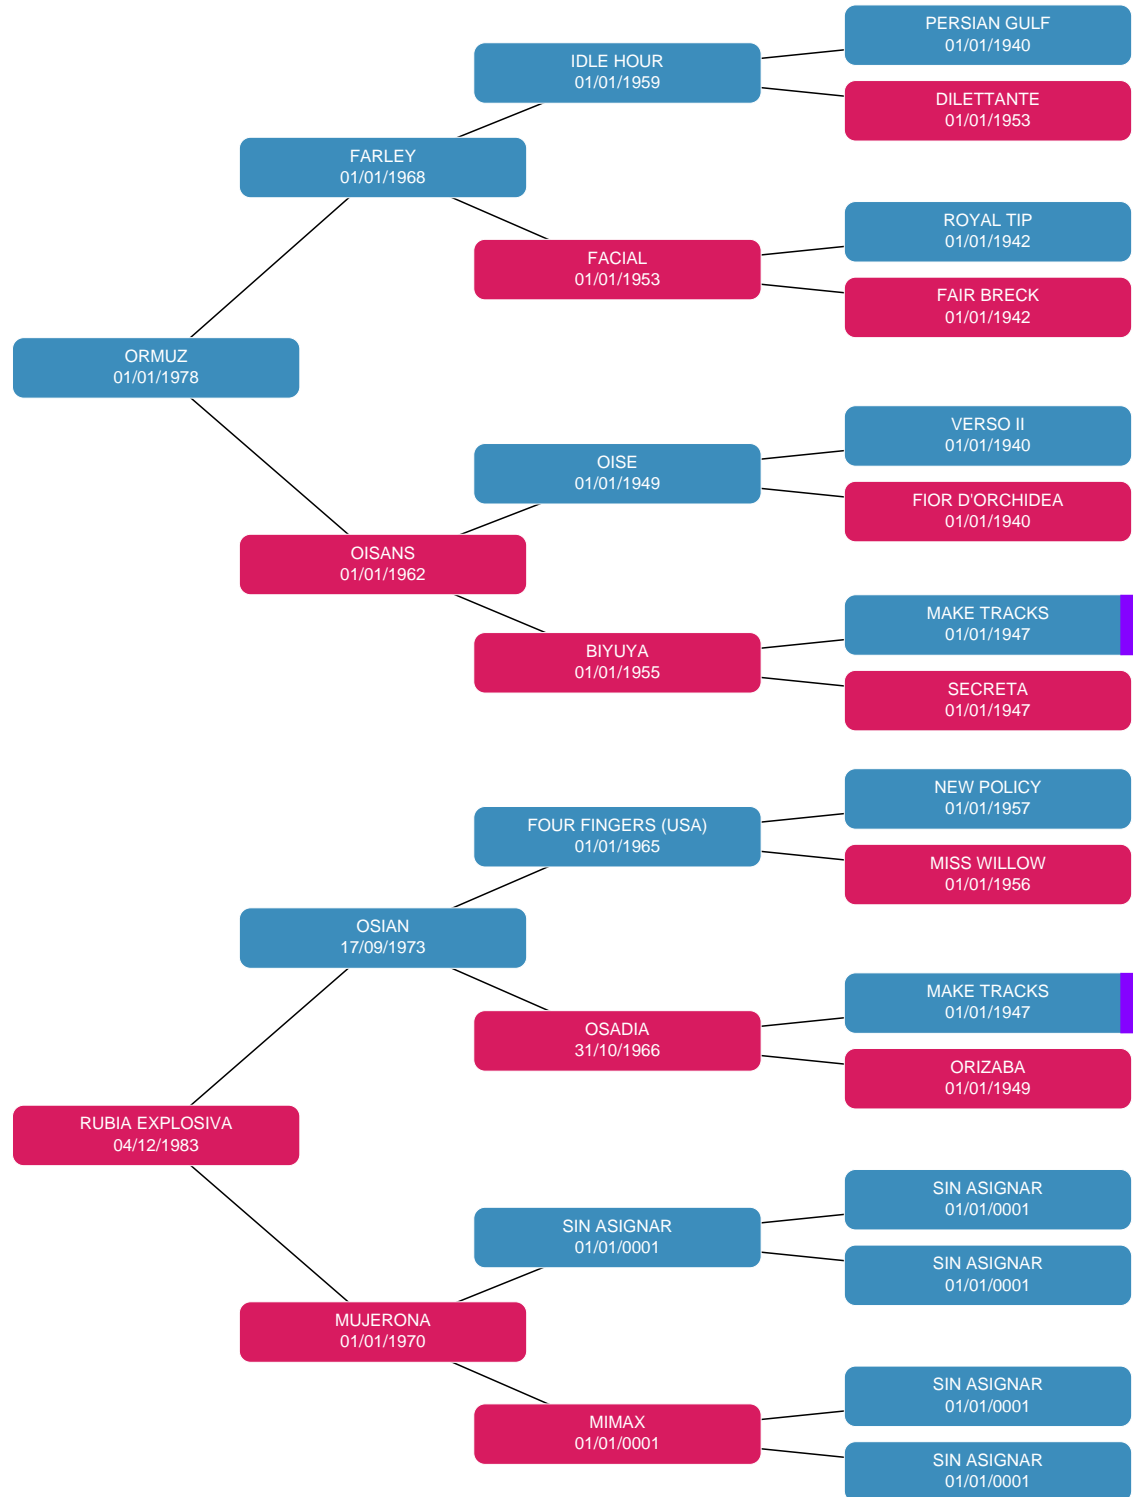 PERSIAN GULF
01/01/1940
IDLE HOUR
01/01/1959
DILETTANTE
01/01/1953
FARLEY
01/01/1968
ROYAL TIP
01/01/1942
FACIAL
01/01/1953
FAIR BRECK
01/01/1942
ORMUZ
01/01/1978
VERSO II
01/01/1940
OISE
01/01/1949
FIOR D'ORCHIDEA
01/01/1940
OISANS
01/01/1962
MAKE TRACKS
01/01/1947
BIYUYA
01/01/1955
SECRETA
01/01/1947
NEW POLICY
01/01/1957
FOUR FINGERS (USA)
01/01/1965
MISS WILLOW
01/01/1956
OSIAN
17/09/1973
MAKE TRACKS
01/01/1947
OSADIA
31/10/1966
ORIZABA
01/01/1949
RUBIA EXPLOSIVA
04/12/1983
SIN ASIGNAR
01/01/0001
SIN ASIGNAR
01/01/0001
SIN ASIGNAR
01/01/0001
MUJERONA
01/01/1970
SIN ASIGNAR
01/01/0001
MIMAX
01/01/0001
SIN ASIGNAR
01/01/0001